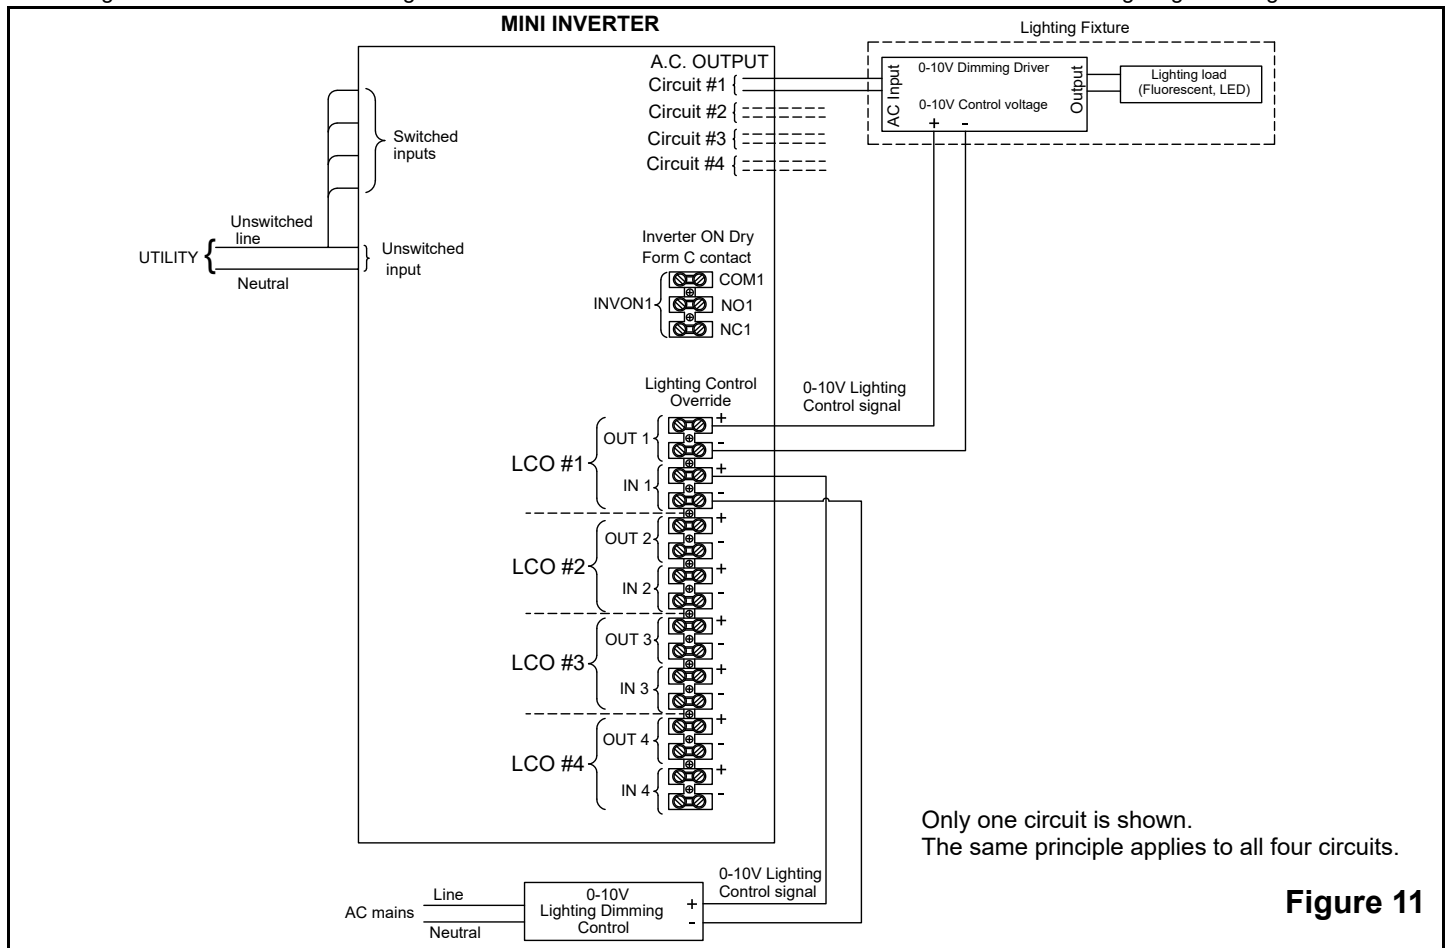 MINI INVERTER
Lighting Fixture
A.C. OUTPUT
Circuit #1 {
Circuit #2 {
Circuit #3 {
Circuit #4 {
AC Input
0-10V Dimming Driver
0-10V Control voltage
+ -
Output
Lighting load
(Fluorescent, LED)
Switched
inputs
UTILITY {
Unswitched
line
Neutral
Unswitched
input
Inverter ON Dry
Form C contact
INVON1
COM1
NO1
NC1
Lighting Control
Override
0-10V Lighting
Control signal
LCO #1
OUT 1
+
-
IN 1
+
-
LCO #2
OUT 2
+
-
IN 2
+
-
LCO #3
OUT 3
+
-
IN 3
+
-
LCO #4
OUT 4
+
-
IN 4
+
-
Only one circuit is shown.
The same principle applies to all four circuits.
0-10V Lighting
Control signal
AC mains
Line
Neutral
0-10V
Lighting Dimming
Control
+
-
Figure 11